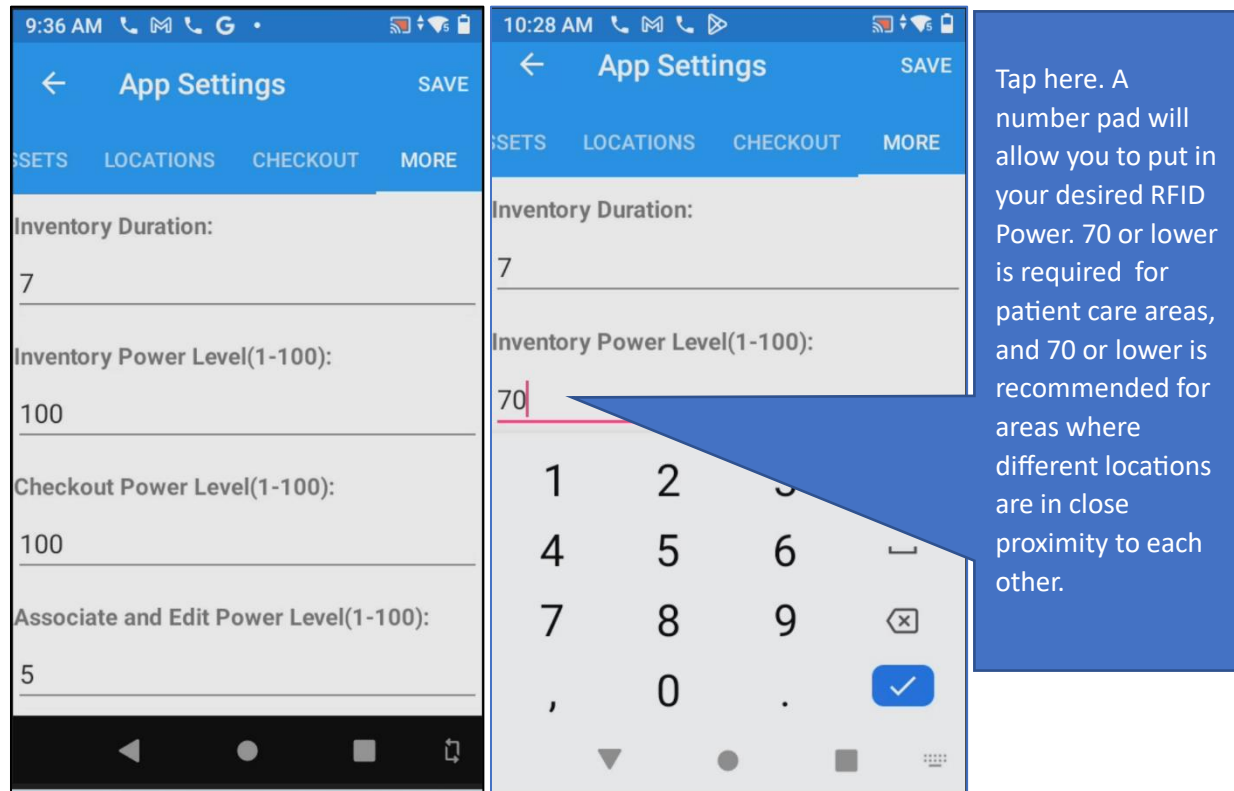 9:36 AM G
App Settings SAVE
SSETS LOCATIONS CHECKOUT MORE
Inventory Duration:
7
Inventory Power Level(1-100):
100
Checkout Power Level(1-100):
100
Associate and Edit Power Level(1-100):
5
10:28 AM
App Settings SAVE
SSETS LOCATIONS CHECKOUT MORE
Inventory Duration:
7
Inventory Power Level(1-100):
70
1 2
4 5 6
7 8 9
, 0 .
Tap here. A
number pad will
allow you to put in
your desired RFID
Power. 70 or lower
is required for
patient care areas,
and 70 or lower is
recommended for
areas where
different locations
are in close
proximity to each
other.